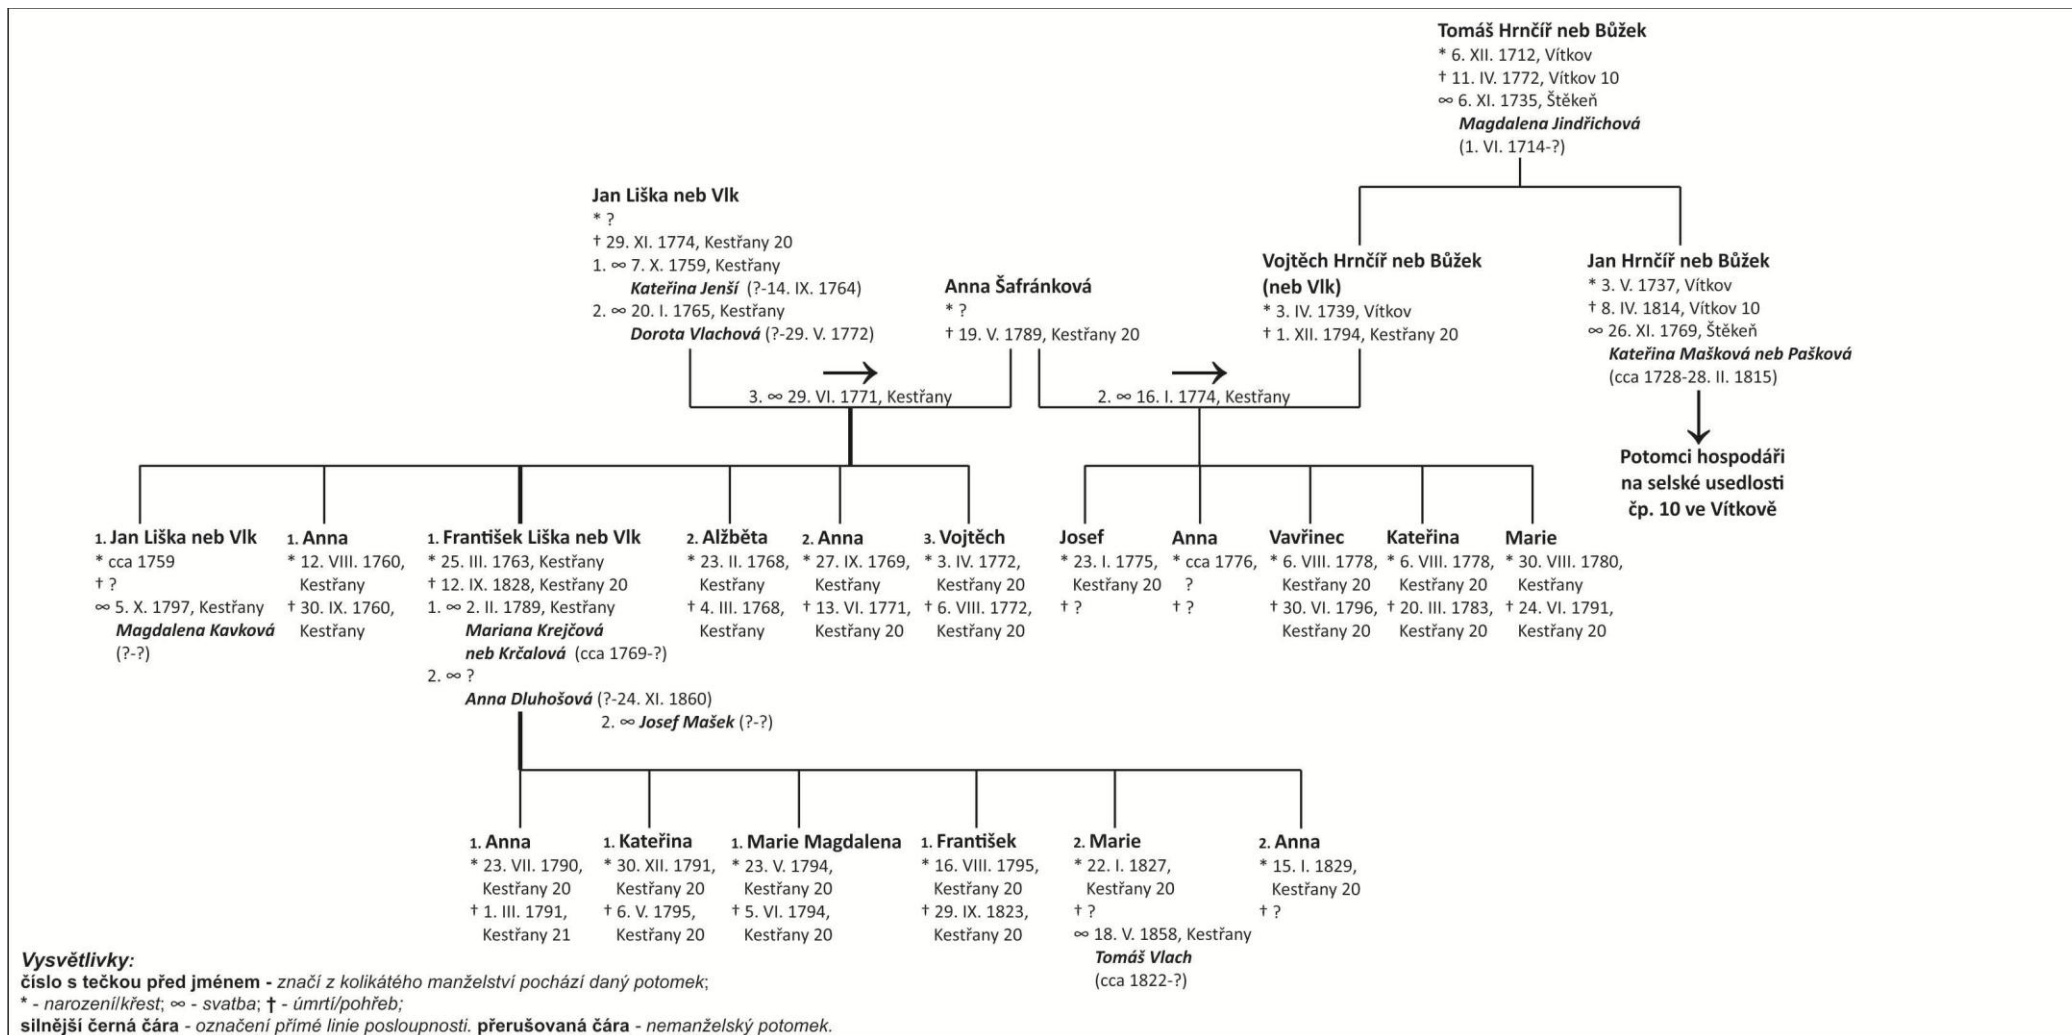 Tomáš Hrnčíř neb Bůžek
* 6. XII. 1712, Vítkov
† 11. IV. 1772, Vítkov 10
∞ 6. XI. 1735, Štěkeň
Magdalena Jindřichová
(1. VI. 1714-?)
Jan Liška neb Vlk
* ?
† 29. XI. 1774, Kestřany 20
1. ∞ 7. X. 1759, Kestřany
Kateřina Jenší (?-14. IX. 1764)
2. ∞ 20. I. 1765, Kestřany
Dorota Vlachová (?-29. V. 1772)
Anna Šafránková
* ?
† 19. V. 1789, Kestřany 20
Vojtěch Hrnčíř neb Bůžek
(neb Vlk)
* 3. IV. 1739, Vítkov
† 1. XII. 1794, Kestřany 20
Jan Hrnčíř neb Bůžek
* 3. V. 1737, Vítkov
† 8. IV. 1814, Vítkov 10
∞ 26. XI. 1769, Štěkeň
Kateřina Mašková neb Pašková
(cca 1728-28. II. 1815)
3. ∞ 29. VI. 1771, Kestřany
2. ∞ 16. I. 1774, Kestřany
Potomci hospodáři
na selské usedlosti
čp. 10 ve Vítkově
1. Jan Liška neb Vlk
* cca 1759
† ?
∞ 5. X. 1797, Kestřany
Magdalena Kavková
(?-?)
1. Anna
* 12. VIII. 1760,
Kestřany
† 30. IX. 1760,
Kestřany
1. František Liška neb Vlk
* 25. III. 1763, Kestřany
† 12. IX. 1828, Kestřany 20
1. ∞ 2. II. 1789, Kestřany
Mariana Krejčová
neb Krčalová (cca 1769-?)
2. ∞ ?
Anna Dluhošová (?-24. XI. 1860)
2. ∞ Josef Mašek (?-?)
2. Alžběta
* 23. II. 1768,
Kestřany
† 4. III. 1768,
Kestřany
2. Anna
* 27. IX. 1769,
Kestřany
† 13. VI. 1771,
Kestřany 20
3. Vojtěch
* 3. IV. 1772,
Kestřany 20
† 6. VIII. 1772,
Kestřany 20
Josef
* 23. I. 1775,
Kestřany 20
† ?
Anna
* cca 1776,
?
† ?
Vavřinec
* 6. VIII. 1778,
Kestřany 20
† 30. VI. 1796,
Kestřany 20
Kateřina
* 6. VIII. 1778,
Kestřany 20
† 20. III. 1783,
Kestřany 20
Marie
* 30. VIII. 1780,
Kestřany
† 24. VI. 1791,
Kestřany 20
1. Anna
* 23. VII. 1790,
Kestřany 20
† 1. III. 1791,
Kestřany 21
1. Kateřina
* 30. XII. 1791,
Kestřany 20
† 6. V. 1795,
Kestřany 20
1. Marie Magdalena
* 23. V. 1794,
Kestřany 20
† 5. VI. 1794,
Kestřany 20
1. František
* 16. VIII. 1795,
Kestřany 20
† 29. IX. 1823,
Kestřany 20
2. Marie
* 22. I. 1827,
Kestřany 20
† ?
∞ 18. V. 1858, Kestřany
Tomáš Vlach
(cca 1822-?)
2. Anna
* 15. I. 1829,
Kestřany 20
† ?
Vysvětlivky:
číslo s tečkou před jménem - značí z kolikátého manželství pochází daný potomek;
* - narození/křest; ∞ - svatba; † - úmrtí/pohřeb;
silnější černá čára - označení přímé linie posloupnosti. přerušovaná čára - nemanželský potomek.